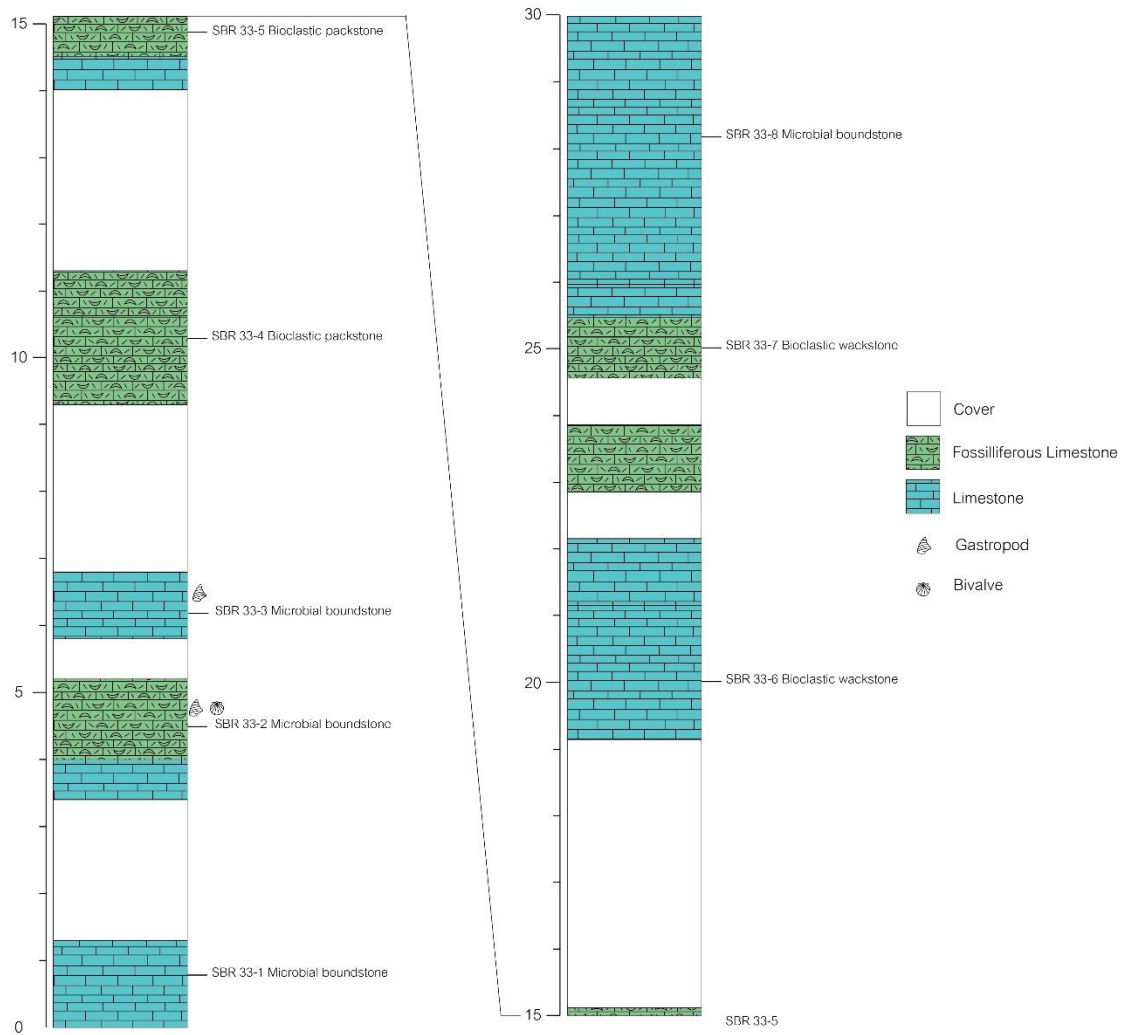 15
SBR 33-5 Bioclastic packstone
SBR 33-4 Bioclastic packstone
10
SBR 33-3 Microbial boundstone
5
SBR 33-2 Microbial boundstone
SBR 33-1 Microbial boundstone
0
30
SBR 33-8 Microbial boundstone
25
SBR 33-7 Bioclastic wackstone
SBR 33-6 Bioclastic wackstone
20
15
SBR 33-5
Cover
Fossilliferous Limestone
Limestone
Gastropod
Bivalve